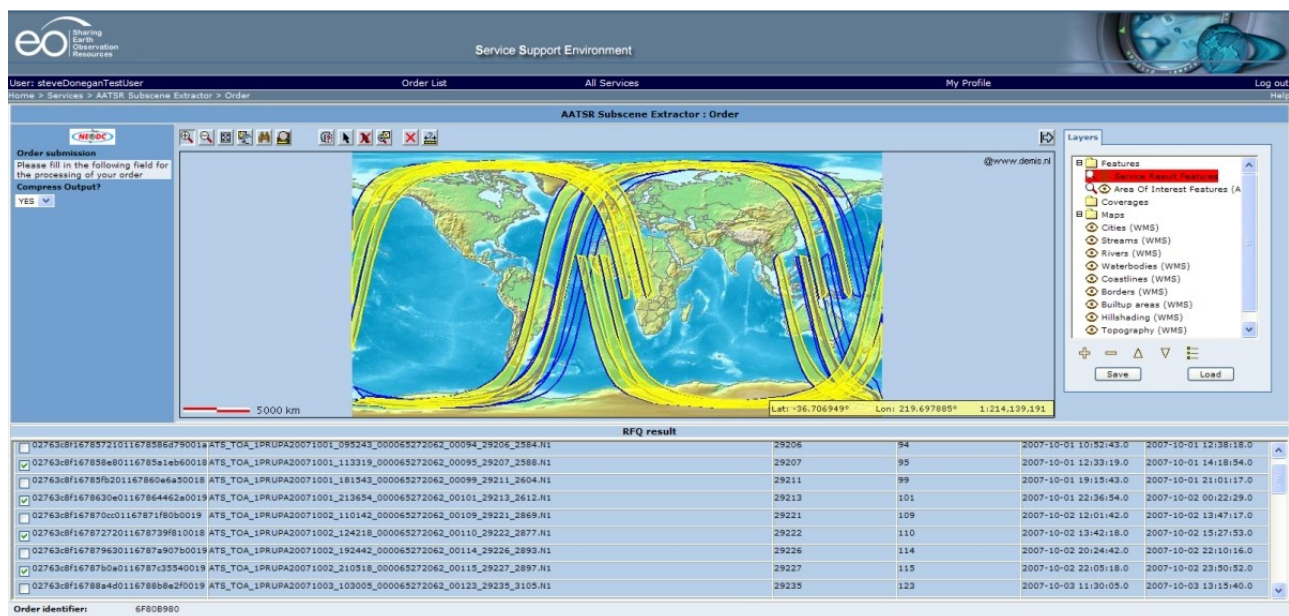 eo Sharing
Earth
Observation
Resources
Service Support Environment
User: steveDoneganTestUser Order List All Services My Profile Log out
Home > Services > AATSR Subscene Extractor > Order Help
AATSR Subscene Extractor : Order
NEODC
Order submission
Please fill in the following field for
the processing of your order
Compress Output?
YES
@www.demis.nl
5000 km
Lat: -36.706949° Lon: 219.697885° 1:214,139,191
Layers
Features
Service Result Features
Area Of Interest Features (A
Coverages
Maps
Cities (WMS)
Streams (WMS)
Rivers (WMS)
Waterbodies (WMS)
Coastlines (WMS)
Borders (WMS)
Builtup areas (WMS)
Hillshading (WMS)
Topography (WMS)
Save Load
RFQ result
ATS_TOA_1PRUPA20071001_095243_000065272062_00094_29206_2584.N1 29206 94 2007-10-01 10:52:43.0 2007-10-01 12:38:18.0
ATS_TOA_1PRUPA20071001_113319_000065272062_00095_29207_2588.N1 29207 95 2007-10-01 12:33:19.0 2007-10-01 14:18:54.0
ATS_TOA_1PRUPA20071001_181543_000065272062_00099_29211_2604.N1 29211 99 2007-10-01 19:15:43.0 2007-10-01 21:01:17.0
ATS_TOA_1PRUPA20071001_213654_000065272062_00101_29213_2612.N1 29213 101 2007-10-01 22:36:54.0 2007-10-02 00:22:29.0
ATS_TOA_1PRUPA20071002_110142_000065272062_00109_29221_2869.N1 29221 109 2007-10-02 12:01:42.0 2007-10-02 13:47:17.0
ATS_TOA_1PRUPA20071002_124218_000065272062_00110_29222_2877.N1 29222 110 2007-10-02 13:42:18.0 2007-10-02 15:27:53.0
ATS_TOA_1PRUPA20071002_192442_000065272062_00114_29226_2893.N1 29226 114 2007-10-02 20:24:42.0 2007-10-02 22:10:16.0
ATS_TOA_1PRUPA20071002_210518_000065272062_00115_29227_2897.N1 29227 115 2007-10-02 22:05:18.0 2007-10-02 23:50:52.0
ATS_TOA_1PRUPA20071003_103005_000065272062_00123_29235_3105.N1 29235 123 2007-10-03 11:30:05.0 2007-10-03 13:15:40.0
Order identifier: 6F80B980